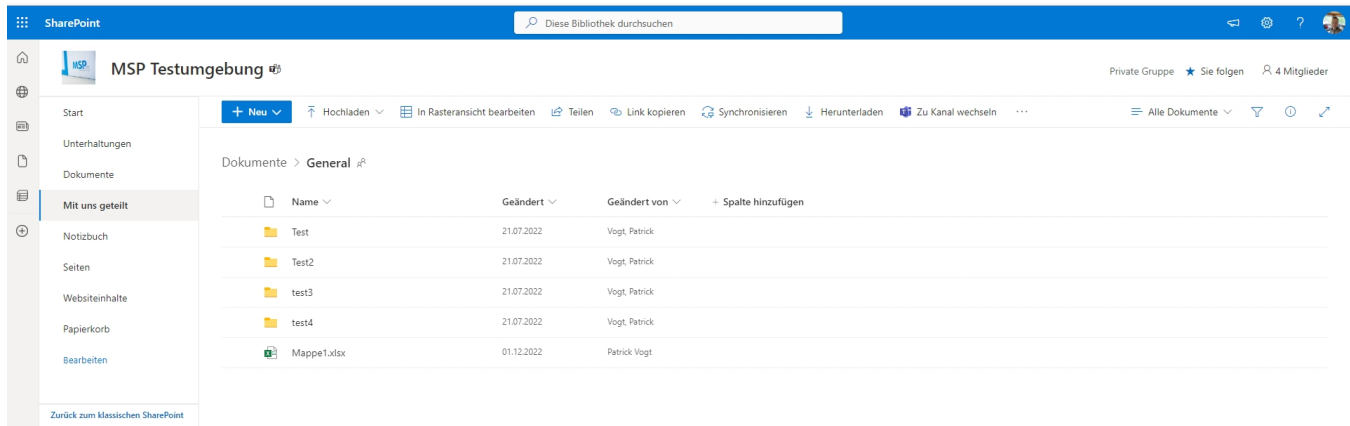 SharePoint
Diese Bibliothek durchsuchen
?
MSP
MSP Testumgebung
Private Gruppe ★ Sie folgen 4 Mitglieder
Start
Unterhaltungen
Dokumente
Mit uns geteilt
Notizbuch
Seiten
Websiteinhalte
Papierkorb
Bearbeiten
Zurück zum klassischen SharePoint
+ Neu Hochladen In Rasteransicht bearbeiten Teilen Link kopieren Synchronisieren Herunterladen Zu Kanal wechseln ··· Alle Dokumente
Dokumente > General
Name Geändert Geändert von + Spalte hinzufügen
Test 21.07.2022 Vogt, Patrick
Test2 21.07.2022 Vogt, Patrick
test3 21.07.2022 Vogt, Patrick
test4 21.07.2022 Vogt, Patrick
Mappe1.xlsx 01.12.2022 Patrick Vogt